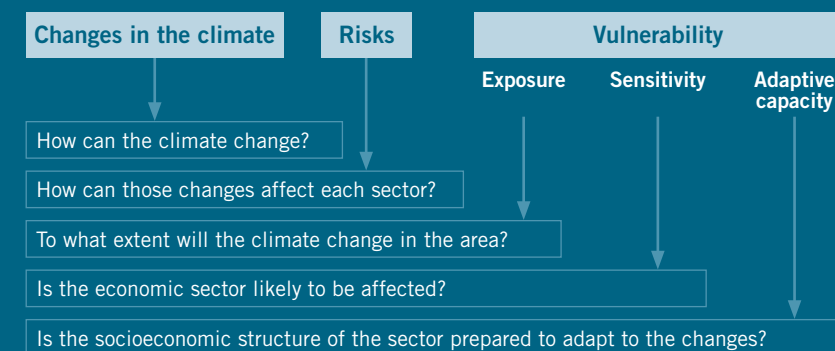 Changes in the climate
Risks
Vulnerability
Exposure
Sensitivity
Adaptive
capacity
How can the climate change?
How can those changes affect each sector?
To what extent will the climate change in the area?
Is the economic sector likely to be affected?
Is the socioeconomic structure of the sector prepared to adapt to the changes?